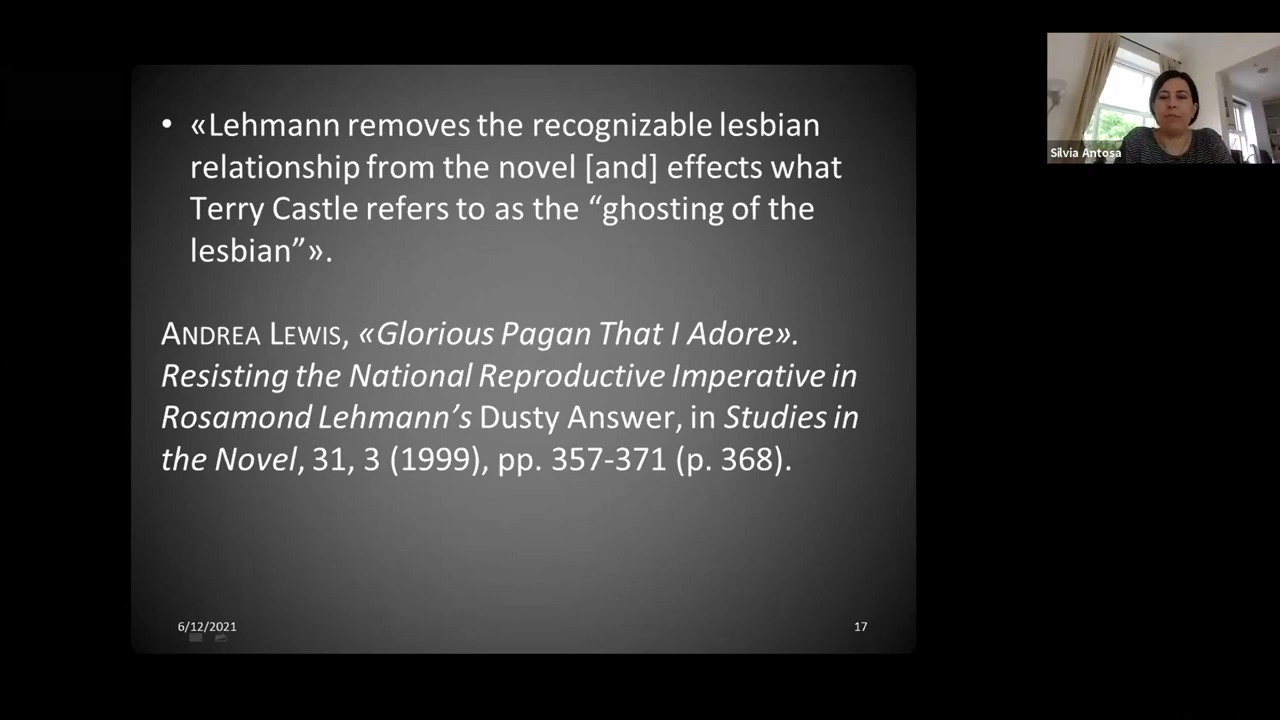 • «Lehmann removes the recognizable lesbian
relationship from the novel [and] effects what
Terry Castle refers to as the “ghosting of the
lesbian”».
ANDREA LEWIS, «Glorious Pagan That I Adore».
Resisting the National Reproductive Imperative in
Rosamond Lehmann’s Dusty Answer, in Studies in
the Novel, 31, 3 (1999), pp. 357-371 (p. 368).
6/12/2021
17
Silvia Antosa